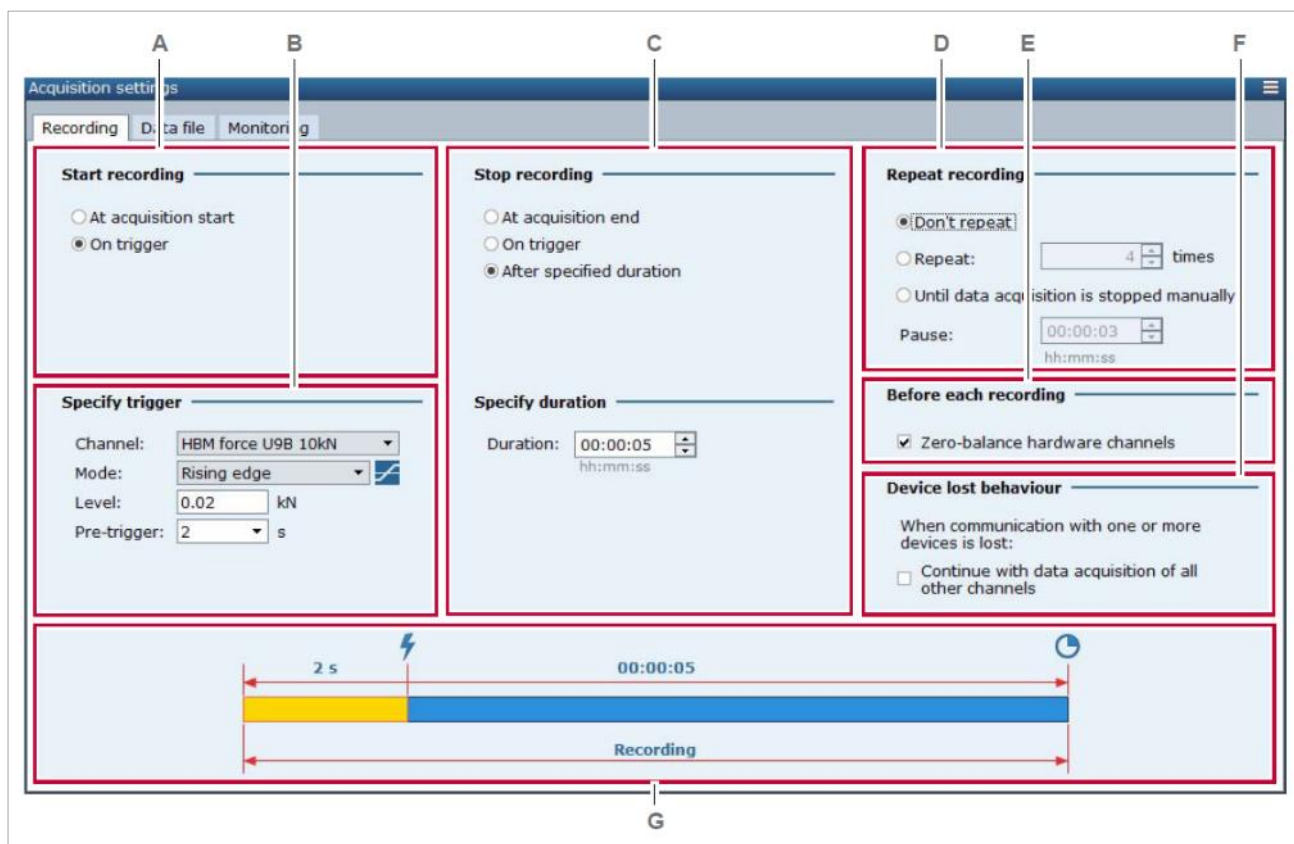 A B C D E F
Acquisition settings
Recording Data file Monitoring
Start recording
At acquisition start
On trigger
Specify trigger
Channel: HBM force U9B 10kN
Mode: Rising edge
Level: 0.02 kN
Pre-trigger: 2 s
Stop recording
At acquisition end
On trigger
After specified duration
Specify duration
Duration: 00:00:05
hh:mm:ss
Repeat recording
Don't repeat
Repeat: 4 times
Until data acquisition is stopped manually
Pause: 00:00:03
hh:mm:ss
Before each recording
Zero-balance hardware channels
Device lost behaviour
When communication with one or more
devices is lost:
Continue with data acquisition of all
other channels
2 s 00:00:05
Recording
G